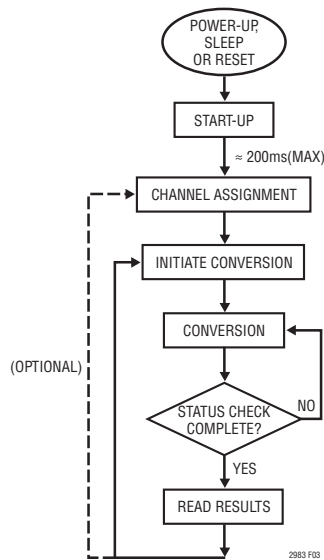 POWER-UP,
SLEEP
OR RESET
START-UP
≈ 200ms(MAX)
CHANNEL ASSIGNMENT
INITIATE CONVERSION
CONVERSION
(OPTIONAL)
STATUS CHECK
COMPLETE?
NO
YES
READ RESULTS
2983 F03